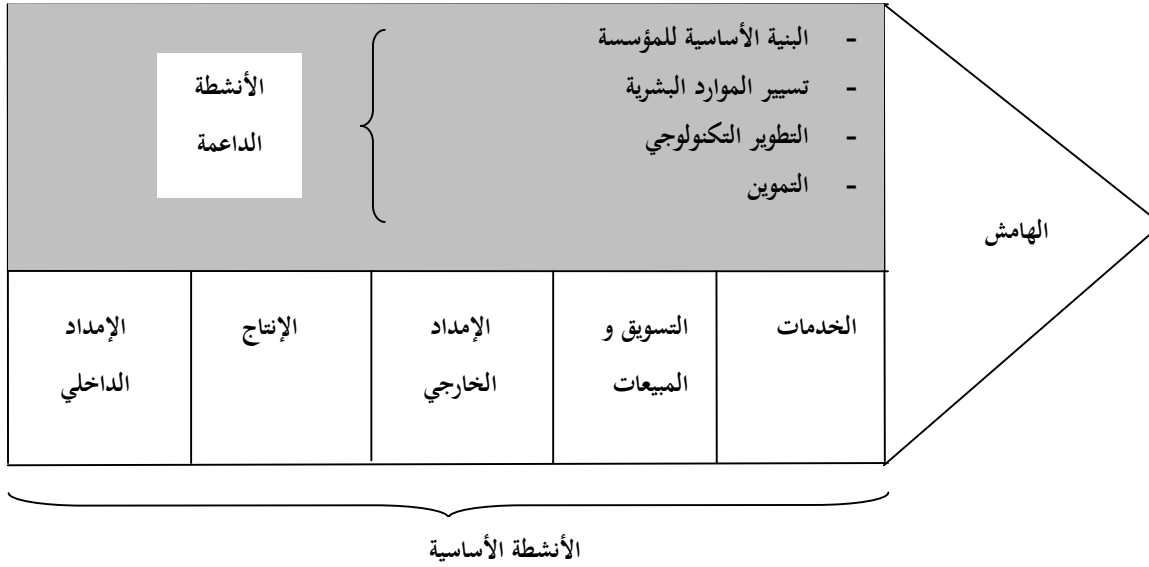 - البنية الأساسية للمؤسسة
- تسيير الموارد البشرية
- التطوير التكنولوجي
- التموين
الأنشطة
الداعمة
الهامش
الخدمات
التسويق و
المبيعات
الإمداد
الخارجي
الإنتاج
الإمداد
الداخلي
الأنشطة الأساسية